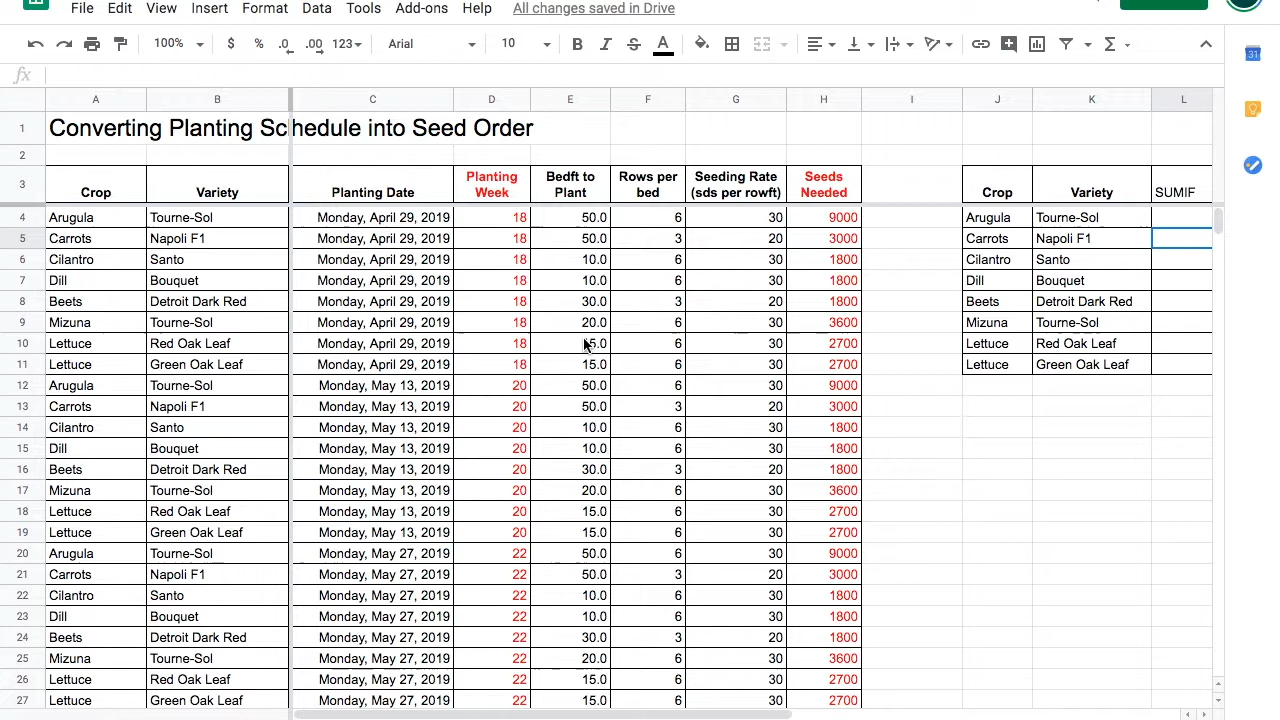 File Edit View Insert Format Data Tools Add-ons Help All changes saved in Drive
100% $ % .0 .00 123 Arial 10 B I S A Σ
fx
A B C D E F G H I J K L
1 Converting Planting Schedule into Seed Order
2
3 Crop Variety Planting Date Planting Week Bedft to Plant Rows per bed Seeding Rate (sds per rowft) Seeds Needed Crop Variety SUMIF
4 Arugula Tourne-Sol Monday, April 29, 2019 18 50.0 6 30 9000 Arugula Tourne-Sol
5 Carrots Napoli F1 Monday, April 29, 2019 18 50.0 3 20 3000 Carrots Napoli F1
6 Cilantro Santo Monday, April 29, 2019 18 10.0 6 30 1800 Cilantro Santo
7 Dill Bouquet Monday, April 29, 2019 18 10.0 6 30 1800 Dill Bouquet
8 Beets Detroit Dark Red Monday, April 29, 2019 18 30.0 3 20 1800 Beets Detroit Dark Red
9 Mizuna Tourne-Sol Monday, April 29, 2019 18 20.0 6 30 3600 Mizuna Tourne-Sol
10 Lettuce Red Oak Leaf Monday, April 29, 2019 18 6 30 2700 Lettuce Red Oak Leaf
11 Lettuce Green Oak Leaf Monday, April 29, 2019 18 15.0 6 30 2700 Lettuce Green Oak Leaf
12 Arugula Tourne-Sol Monday, May 13, 2019 20 50.0 6 30 9000
13 Carrots Napoli F1 Monday, May 13, 2019 20 50.0 3 20 3000
14 Cilantro Santo Monday, May 13, 2019 20 10.0 6 30 1800
15 Dill Bouquet Monday, May 13, 2019 20 10.0 6 30 1800
16 Beets Detroit Dark Red Monday, May 13, 2019 20 30.0 3 20 1800
17 Mizuna Tourne-Sol Monday, May 13, 2019 20 20.0 6 30 3600
18 Lettuce Red Oak Leaf Monday, May 13, 2019 20 15.0 6 30 2700
19 Lettuce Green Oak Leaf Monday, May 13, 2019 20 15.0 6 30 2700
20 Arugula Tourne-Sol Monday, May 27, 2019 22 50.0 6 30 9000
21 Carrots Napoli F1 Monday, May 27, 2019 22 50.0 3 20 3000
22 Cilantro Santo Monday, May 27, 2019 22 10.0 6 30 1800
23 Dill Bouquet Monday, May 27, 2019 22 10.0 6 30 1800
24 Beets Detroit Dark Red Monday, May 27, 2019 22 30.0 3 20 1800
25 Mizuna Tourne-Sol Monday, May 27, 2019 22 20.0 6 30 3600
26 Lettuce Red Oak Leaf Monday, May 27, 2019 22 15.0 6 30 2700
27 Lettuce Green Oak Leaf Monday, May 27, 2019 22 15.0 6 30 2700
31